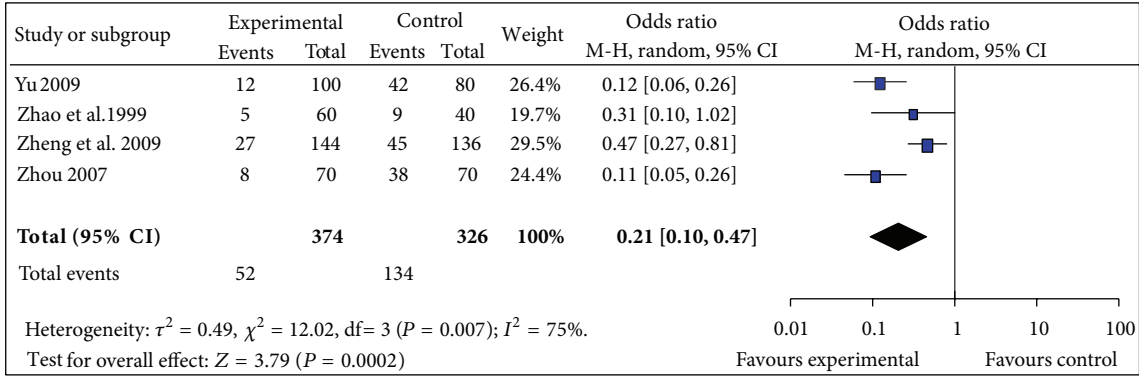 Study or subgroup Experimental Control Weight Odds ratio Odds ratio
Events Total Events Total M-H, random, 95% CI M-H, random, 95% CI
Yu 2009 12 100 42 80 26.4% 0.12 [0.06, 0.26]
Zhao et al.1999 5 60 9 40 19.7% 0.31 [0.10, 1.02]
Zheng et al. 2009 27 144 45 136 29.5% 0.47 [0.27, 0.81]
Zhou 2007 8 70 38 70 24.4% 0.11 [0.05, 0.26]
Total (95% CI) 374 326 100% 0.21 [0.10, 0.47]
Total events 52 134
Heterogeneity: τ² = 0.49, χ² = 12.02, df= 3 (P = 0.007); I² = 75%.
Test for overall effect: Z = 3.79 (P = 0.0002)
0.01 0.1 1 10 100
Favours experimental Favours control